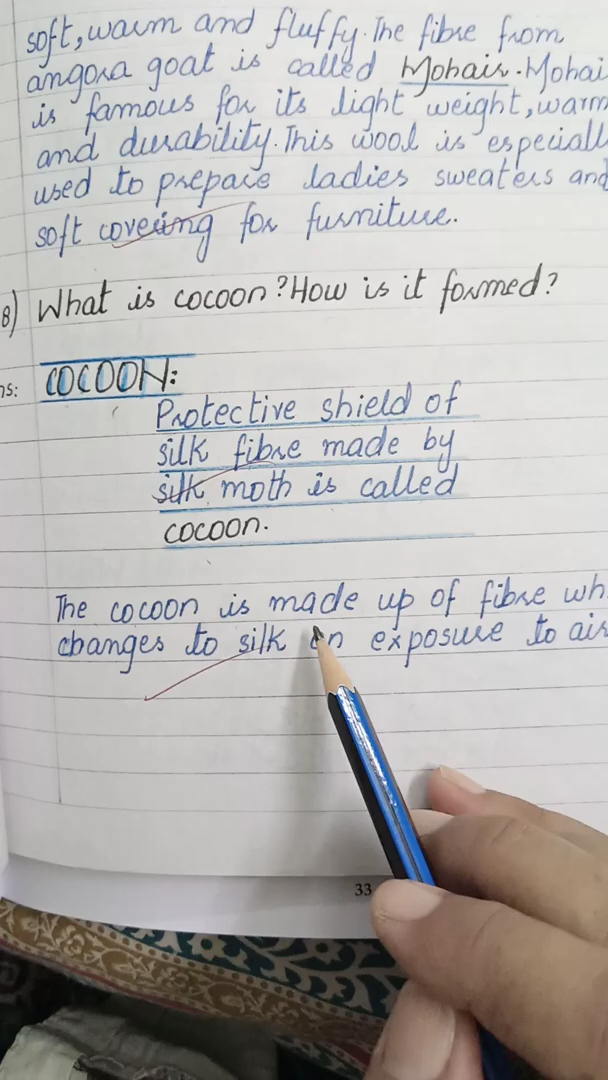 soft, warm and fluffy. The fibre from
angora goat is called Mohair. Mohai
is famous for its light weight, warm
and durability. This wool is especiall
used to prepare ladies sweaters and
soft covering for furniture.
8) What is cocoon? How is it formed?
ns: COCOON:
Protective shield of
silk fibre made by
silk moth is called
cocoon.
The cocoon is made up of fibre wh
changes to silk on exposure to air
33